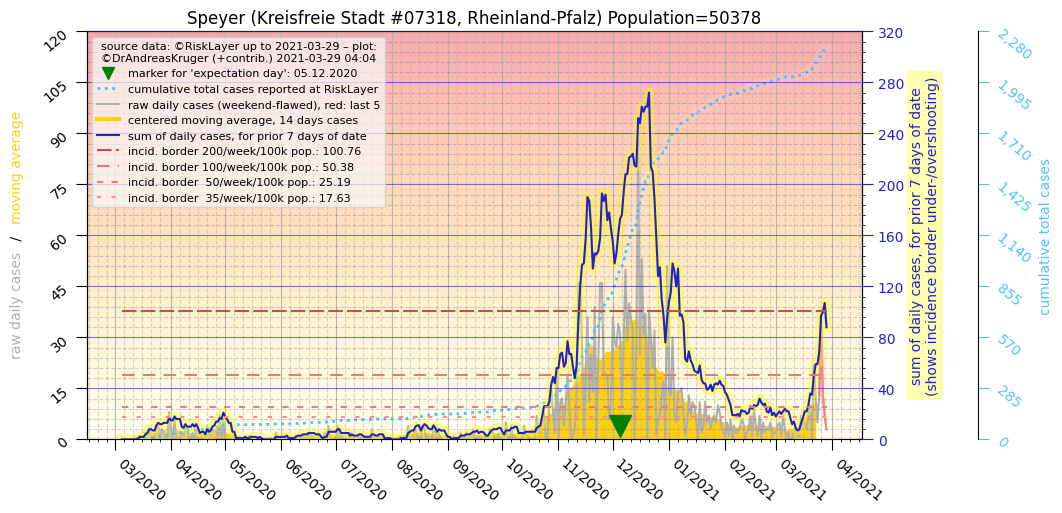 Speyer (Kreisfreie Stadt #07318, Rheinland-Pfalz) Population=50378
source data: ©RiskLayer up to 2021-03-29 – plot:
©DrAndreasKruger (+contrib.) 2021-03-29 04:04
marker for 'expectation day': 05.12.2020
cumulative total cases reported at RiskLayer
raw daily cases (weekend-flawed), red: last 5
centered moving average, 14 days cases
sum of daily cases, for prior 7 days of date
incid. border 200/week/100k pop.: 100.76
incid. border 100/week/100k pop.: 50.38
incid. border  50/week/100k pop.: 25.19
incid. border  35/week/100k pop.: 17.63
raw daily cases / moving average
120
105
90
75
60
45
30
15
0
03/2020
04/2020
05/2020
06/2020
07/2020
08/2020
09/2020
10/2020
11/2020
12/2020
01/2021
02/2021
03/2021
04/2021
320
280
240
200
160
120
80
40
0
sum of daily cases, for prior 7 days of date
(shows incidence border under-/overshooting)
2,280
1,995
1,710
1,425
1,140
855
570
285
0
cumulative total cases